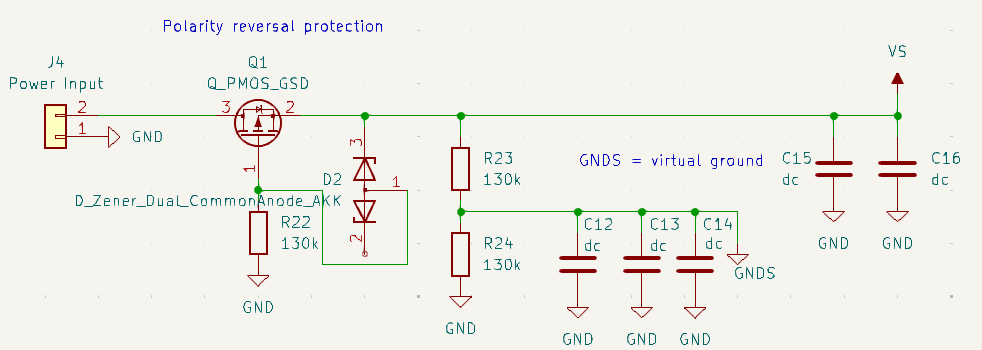 Polarity reversal protection
J4
Power Input
2
1
GND
Q1
Q_PMOS_GSD
3
2
1
D2
D_Zener_Dual_CommonAnode_AKK
3
1
2
R22
130k
GND
R23
130k
R24
130k
GND
GNDS = virtual ground
C12
dc
GND
C13
dc
GND
C14
dc
GND
GNDS
C15
dc
GND
VS
C16
dc
GND